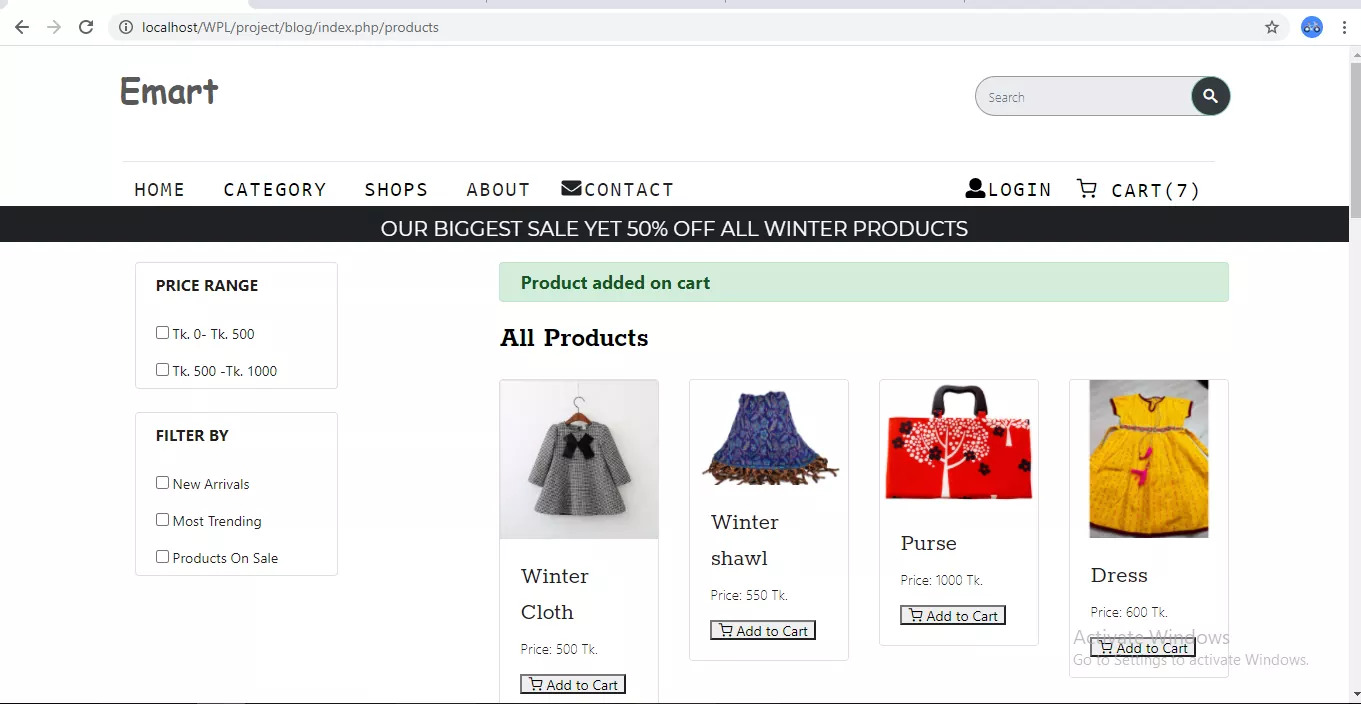 localhost/WPL/project/blog/index.php/products
Emart
Search
HOME CATEGORY SHOPS ABOUT CONTACT LOGIN CART(7)
OUR BIGGEST SALE YET 50% OFF ALL WINTER PRODUCTS
PRICE RANGE
Tk. 0- Tk. 500
Tk. 500 -Tk. 1000
FILTER BY
New Arrivals
Most Trending
Products On Sale
Product added on cart
All Products
Winter
Cloth
Price: 500 Tk.
Add to Cart
Winter
shawl
Price: 550 Tk.
Add to Cart
Purse
Price: 1000 Tk.
Add to Cart
Dress
Price: 600 Tk.
Add to Cart
Activate Windows
Go to Settings to activate Windows.